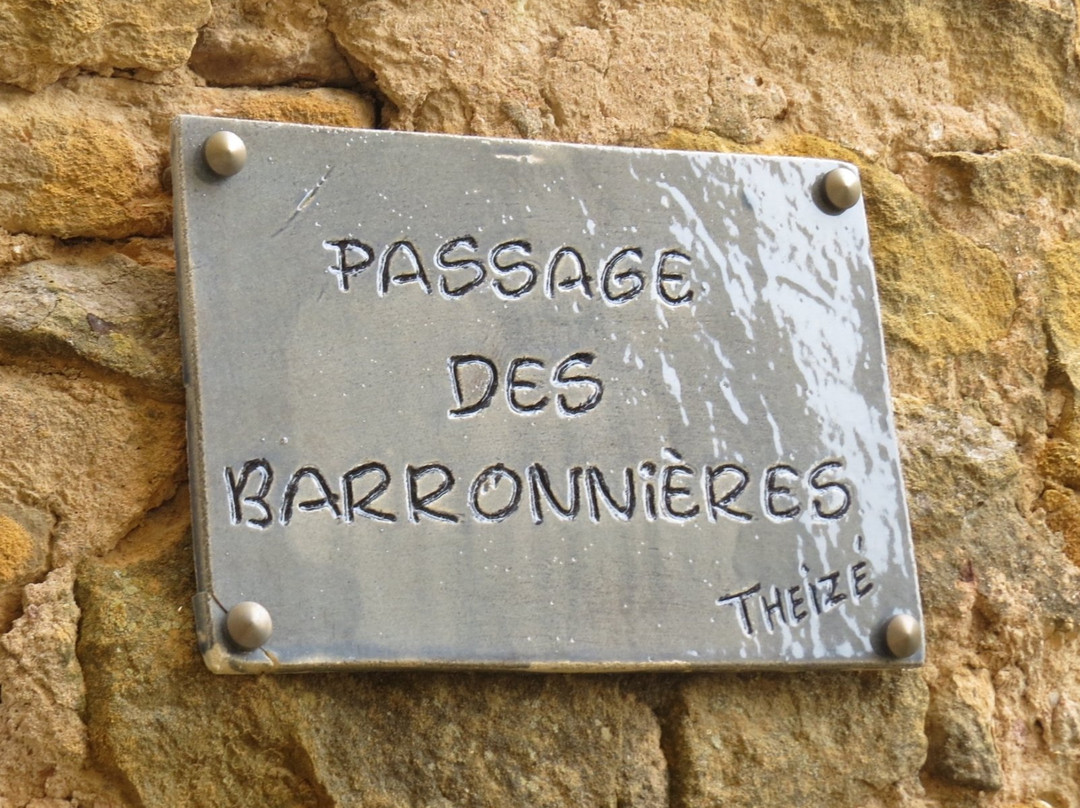 PASSAGE
DES
BARRONNIÈRES
THEIZÉ